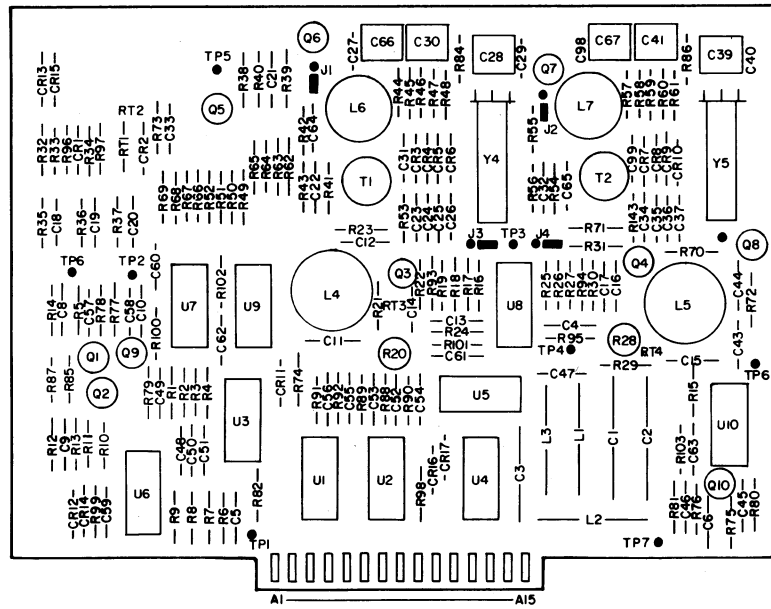 Q6 C27 C66 C30 R84 C28 C29 C98 C67 C41 R86 C39 C40
CR13 CR15 TP5 R38 R40 C21 R39 J1 Q7
RT2 Q5 L6 R44 R45 R46 R47 R48 L7 R57 R58 R59 R60 R61
R32 R33 R96 CR1 R34 R97 RT1 CR2 R73 C33 R42 C64 R55 J2
R65 R64 R63 R62 C31 CR3 CR4 CR5 CR6 Y4 C99 CR7 CR8 CR9 CR10 Y5
R69 R68 R67 R66 R52 R51 R50 R49 R43 C22 R41 T1 R56 C32 R54 C65 T2
R35 C18 R36 C19 R37 C20 R53 C23 C24 C25 C26 R143 C34 C35 C36 C37
R23 C12 J3 TP3 J4 R71 R31 R70 Q8
TP6 TP2 C60 R102 Q3 Q4
U7 U9 L4 R21 RT3 C14 R22 R93 R19 R18 R17 R16 U8 R25 R26 R27 R94 R30 C17 C16 L5 C44 R72
R14 C8 R5 C57 R78 R77 C58 C10
R100 C62 C11 C13 R24 R101 C61 C4 R95 R28 C43
Q1 Q9 R20 TP4 RT4 R29 C15 TP6
R87 R85 Q2 CR11 R74 C47
R79 C49 R1 R2 R3 R4 U3 R91 C56 R92 C55 R89 C53 R88 C52 R90 C54 U5 R15
R12 C9 R13 R11 R10 C48 C50 C51 L3 L1 C1 C2 R103 C63 U10
U6 U1 U2 CR16 CR17 U4 C3
CR12 CR14 R99 C59 R9 R8 R7 R6 C5 R82 R98 Q10
R81 C46 R76 C6 R75 C45 R80
TP1 L2 TP7
A1 A15